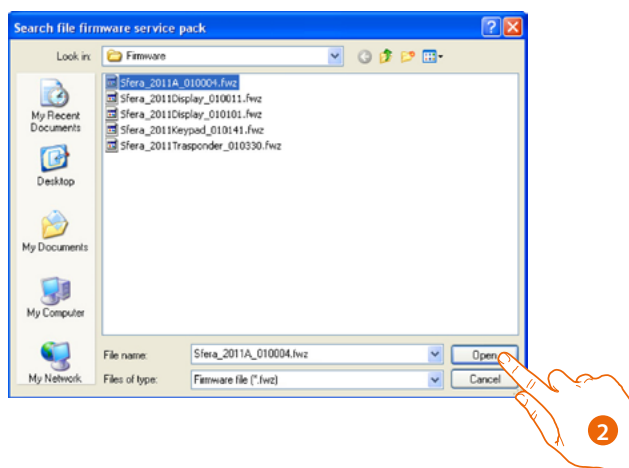 Search file firmware service pack
Look in:
Firmware
Sfera_2011A_010004.fwz
Sfera_2011Display_010011.fwz
Sfera_2011Display_010101.fwz
Sfera_2011Keypad_010141.fwz
Sfera_2011Trasponder_010330.fwz
My Recent
Documents
Desktop
My Documents
My Computer
My Network
File name:
Sfera_2011A_010004.fwz
Open
Files of type:
Firmware file (*.fwz)
Cancel
2